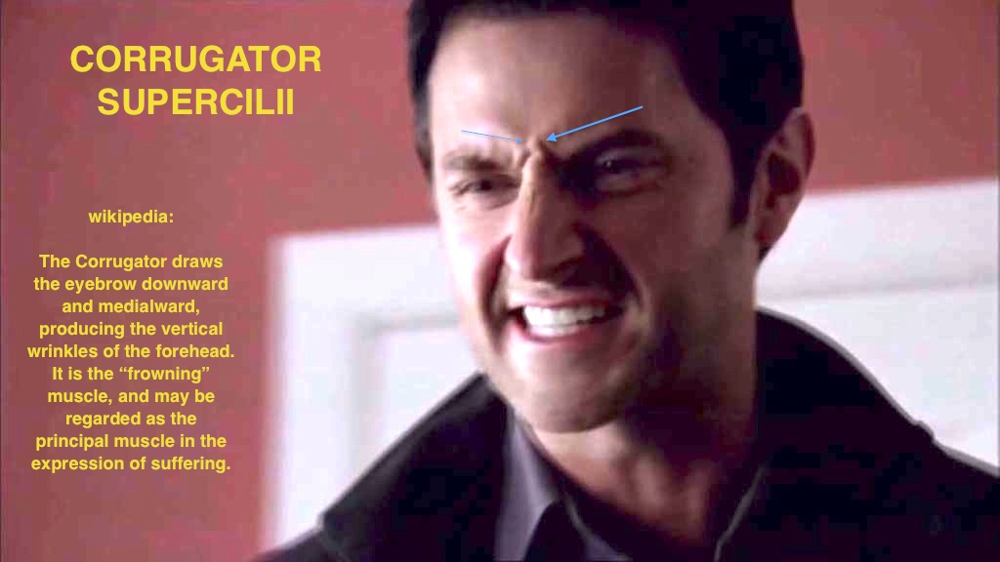 CORRUGATOR
SUPERCILII
wikipedia:
The Corrugator draws
the eyebrow downward
and medialward,
producing the vertical
wrinkles of the forehead.
It is the “frowning”
muscle, and may be
regarded as the
principal muscle in the
expression of suffering.